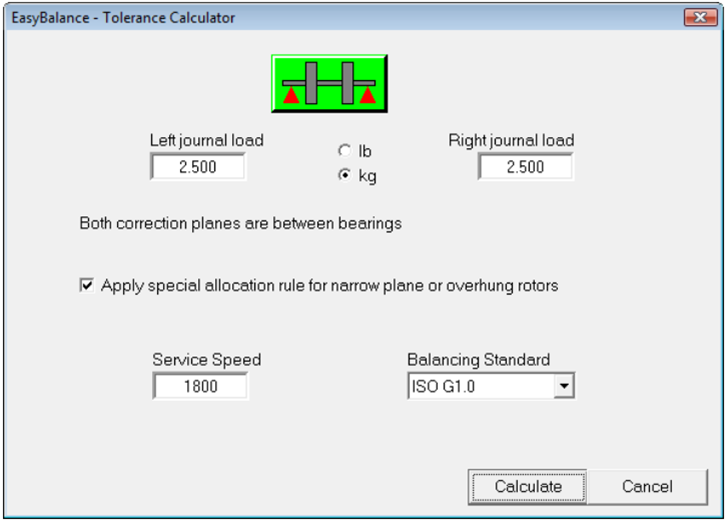 EasyBalance - Tolerance Calculator
Left journal load
2.500
lb
kg
Right journal load
2.500
Both correction planes are between bearings
Apply special allocation rule for narrow plane or overhung rotors
Service Speed
1800
Balancing Standard
ISO G1.0
Calculate
Cancel